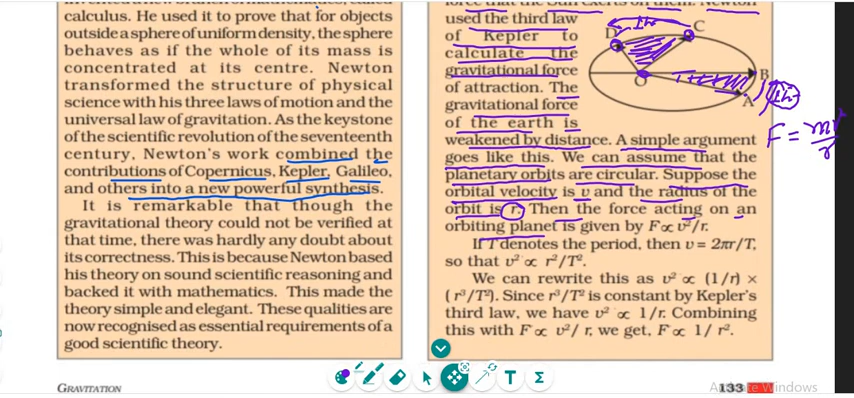 calculus. He used it to prove that for objects
outside a sphere of uniform density, the sphere
behaves as if the whole of its mass is
concentrated at its centre. Newton
transformed the structure of physical
science with his three laws of motion and the
universal law of gravitation. As the keystone
of the scientific revolution of the seventeenth
century, Newton's work combined the
contributions of Copernicus, Kepler, Galileo,
and others into a new powerful synthesis.
It is remarkable that though the
gravitational theory could not be verified at
that time, there was hardly any doubt about
its correctness. This is because Newton based
his theory on sound scientific reasoning and
backed it with mathematics. This made the
theory simple and elegant. These qualities are
now recognised as essential requirements of a
good scientific theory.
GRAVITATION
force that the sun exerts on them. Newton
used the third law
of Kepler to
calculate the
gravitational force
of attraction. The
gravitational force
of the earth is
weakened by distance. A simple argument
goes like this. We can assume that the
planetary orbits are circular. Suppose the
orbital velocity is v and the radius of the
orbit is r. Then the force acting on an
orbiting planet is given by F∝ v²/r.
If T denotes the period, then v = 2πr/T,
so that v² ∝ r²/T².
We can rewrite this as v² ∝ (1/r) ×
(r³/T²). Since r³/T² is constant by Kepler's
third law, we have v² ∝ 1/r. Combining
this with F ∝ v²/ r, we get, F ∝ 1/ r².
D
C
O
B
A
F = mv
r
T
Σ
133
Activate Windows